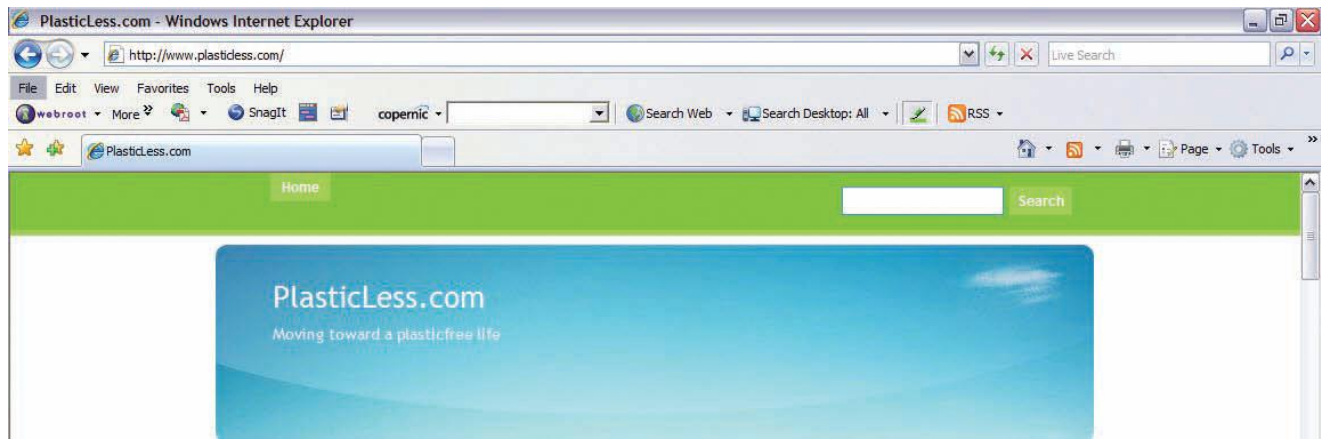 PlasticLess.com - Windows Internet Explorer
http://www.plasticless.com/ Live Search
File Edit View Favorites Tools Help
webroot More SnagIt copernic Search Web Search Desktop: All RSS
PlasticLess.com Page Tools
Home Search
PlasticLess.com
Moving toward a plasticfree life